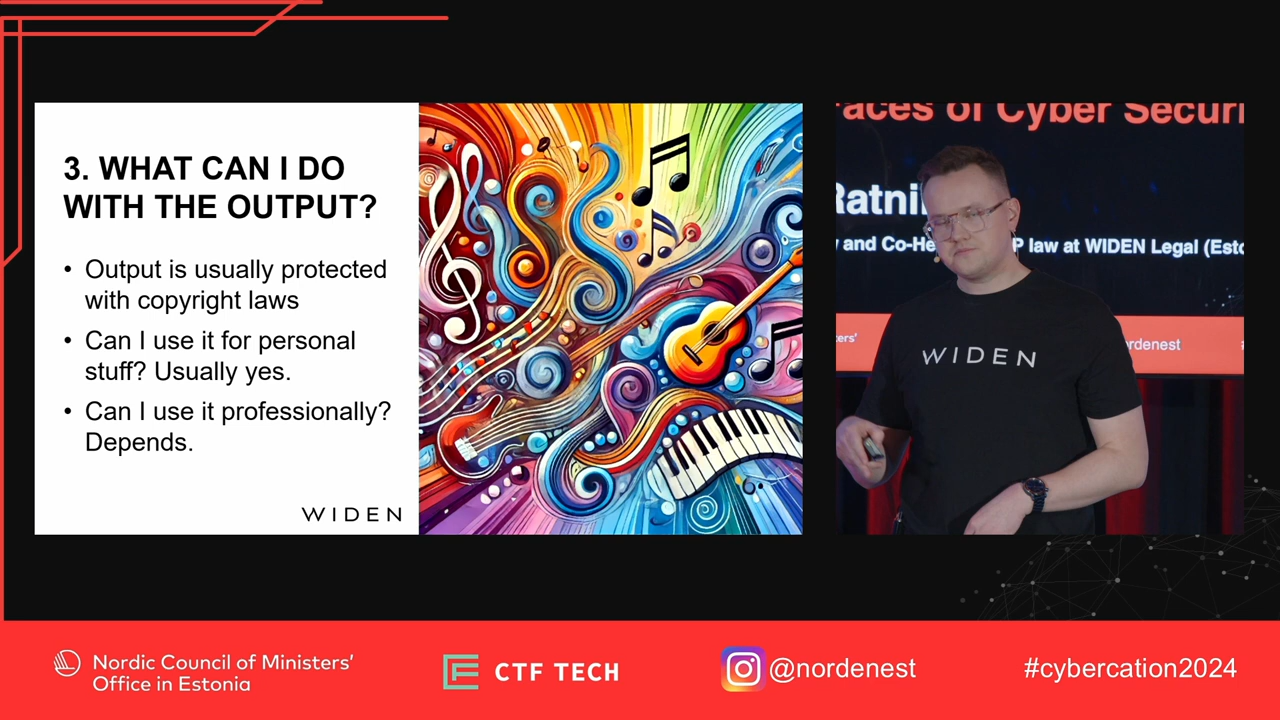 3. WHAT CAN I DO
WITH THE OUTPUT?
• Output is usually protected
with copyright laws
• Can I use it for personal
stuff? Usually yes.
• Can I use it professionally?
Depends.
WIDEN
aces of Cyber Securi
Ratni
y and Co-He P law at WIDEN Legal (Esto
WIDEN
ers'
ordenest
Nordic Council of Ministers'
Office in Estonia
CTF TECH
@nordenest
#cybercation2024